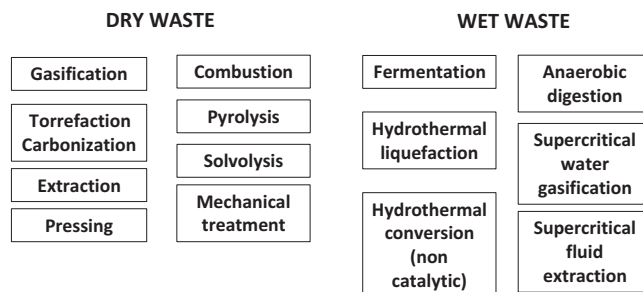 DRY WASTE
Gasification
Torrefaction
Carbonization
Extraction
Pressing
Combustion
Pyrolysis
Solvolysis
Mechanical
treatment
WET WASTE
Fermentation
Hydrothermal
liquefaction
Hydrothermal
conversion
(non
catalytic)
Anaerobic
digestion
Supercritical
water
gasification
Supercritical
fluid
extraction